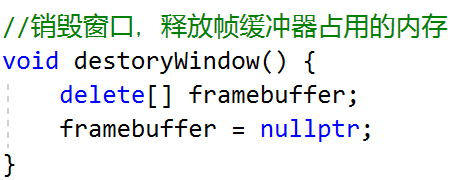 //销毁窗口，释放帧缓冲器占用的内存
void destoryWindow() {
    delete[] framebuffer;
    framebuffer = nullptr;
}